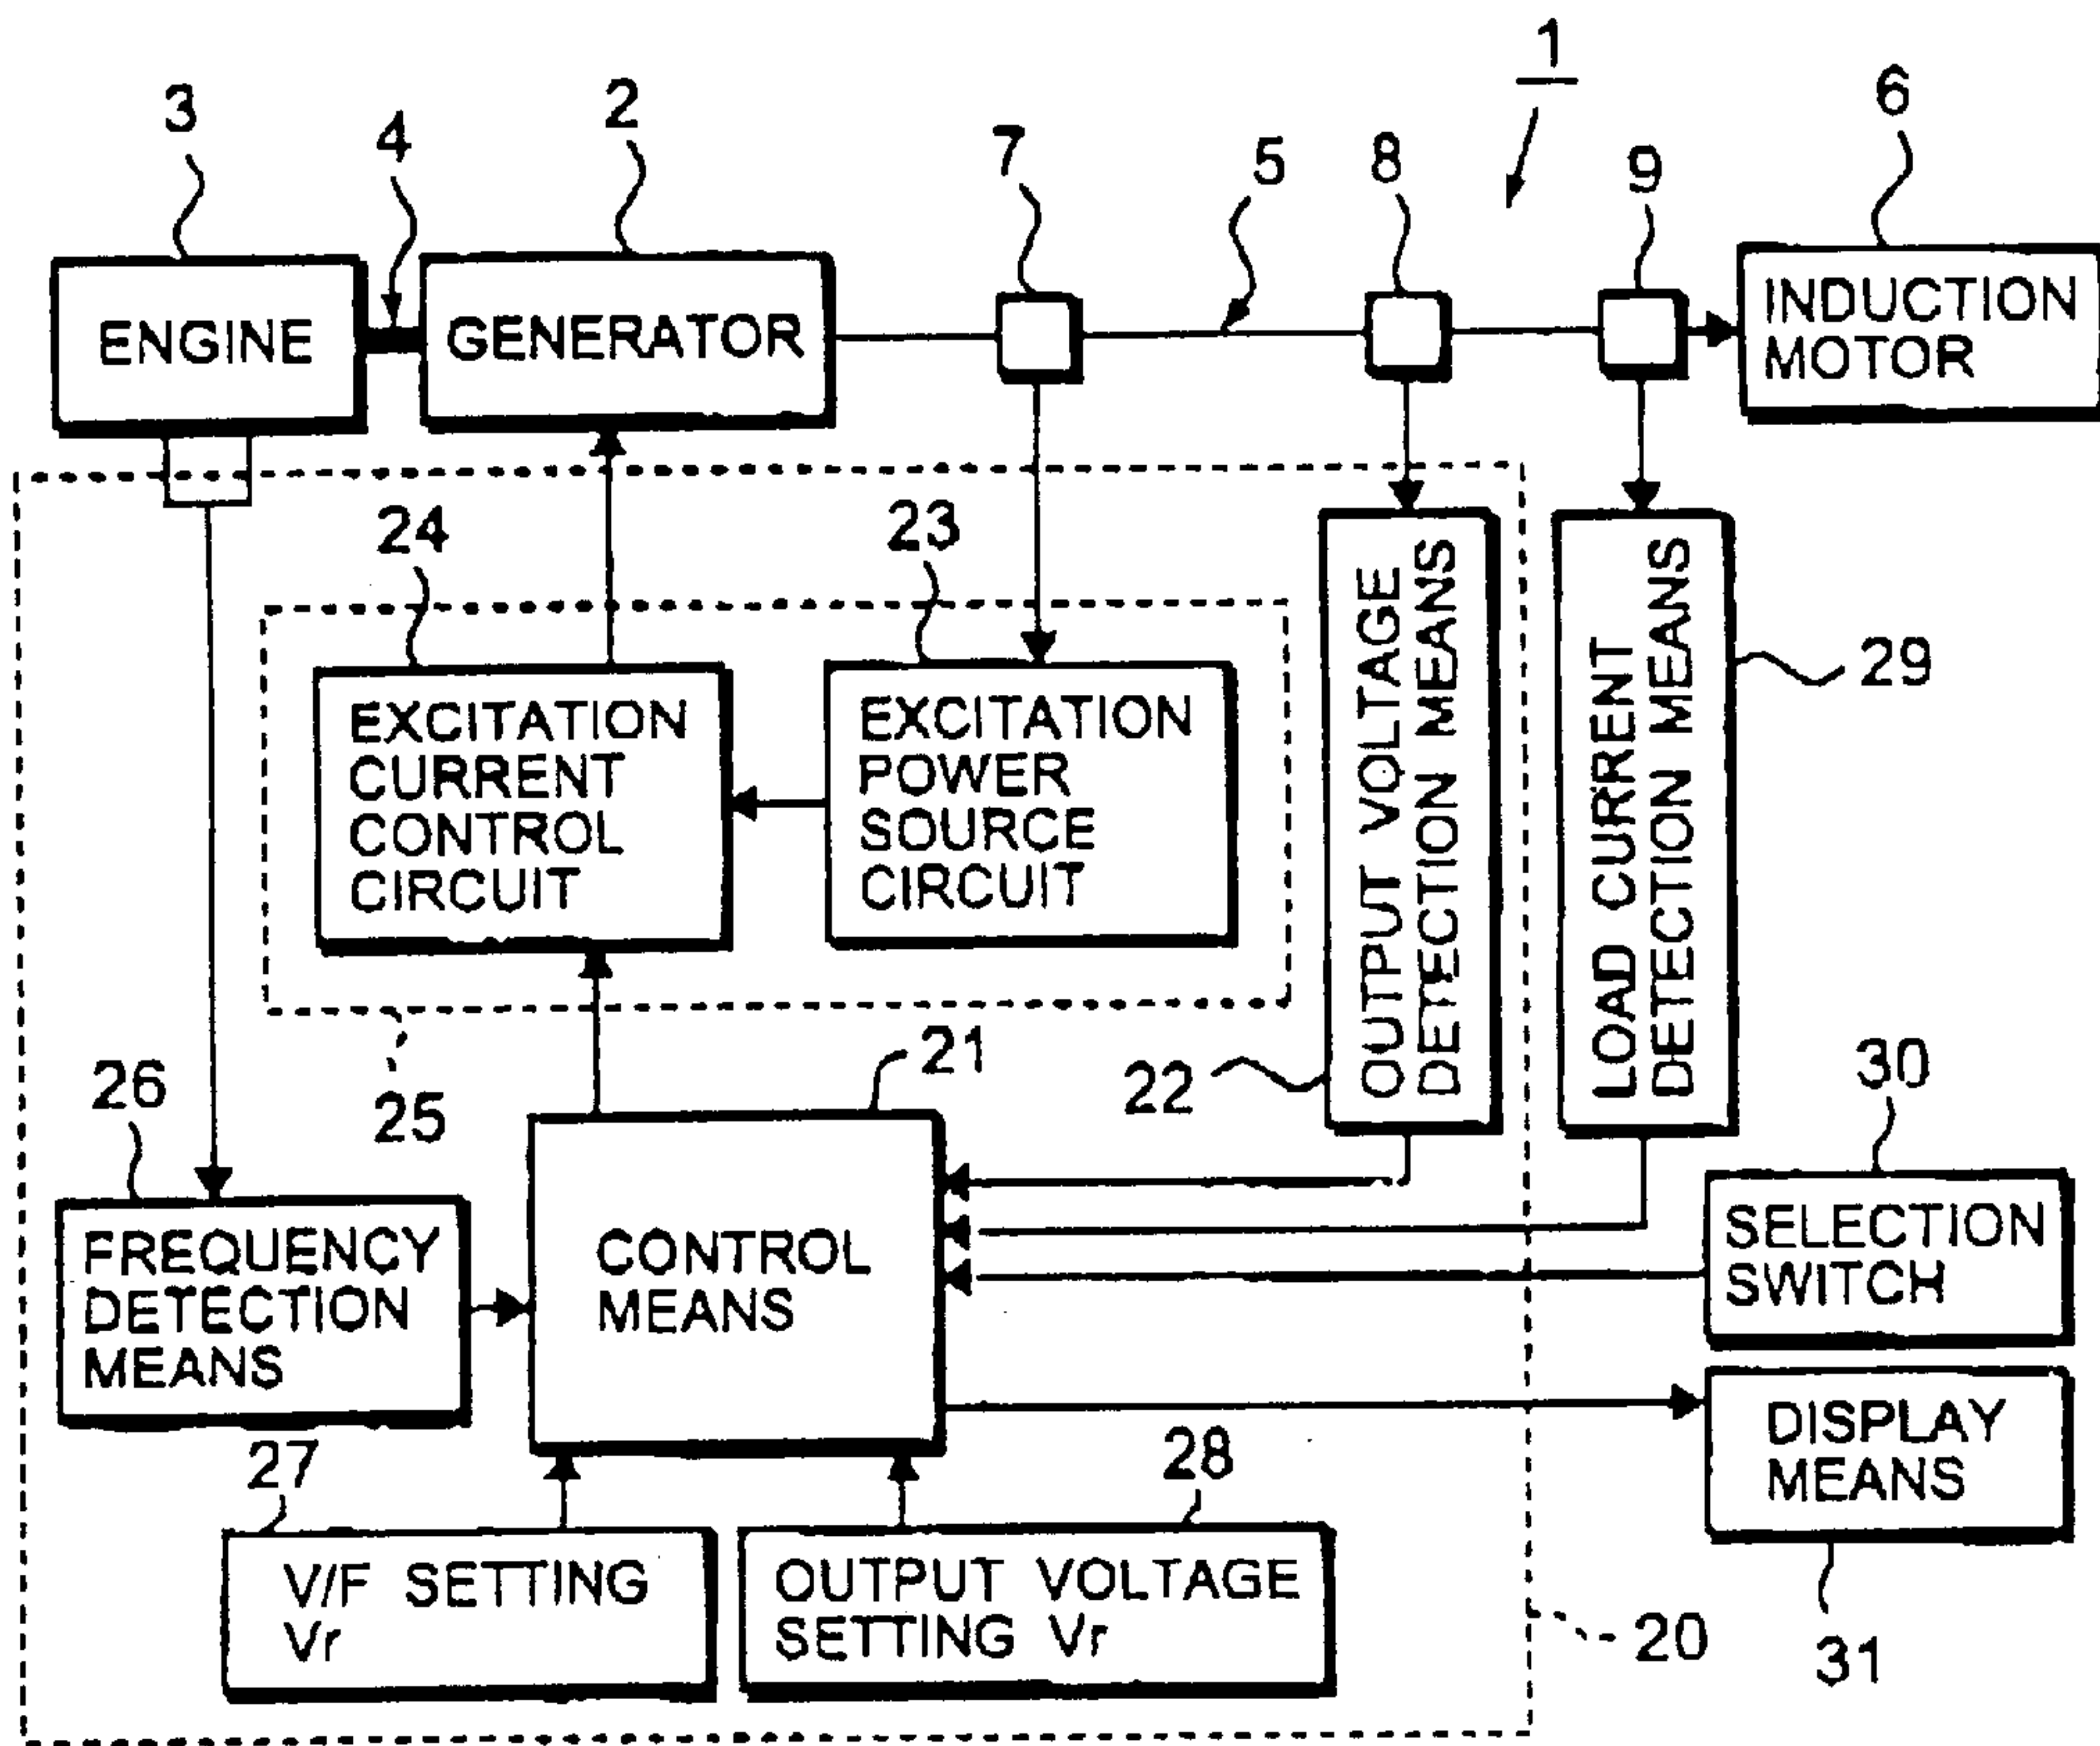 1
3
4
2
7
5
8
9
6
ENGINE
GENERATOR
INDUCTION
MOTOR
24
23
EXCITATION
CURRENT
CONTROL
CIRCUIT
EXCITATION
POWER
SOURCE
CIRCUIT
OUTPUT VOLTAGE
DETECTION MEANS
LOAD CURRENT
DETECTION MEANS
29
26
25
21
22
30
FREQUENCY
DETECTION
MEANS
CONTROL
MEANS
SELECTION
SWITCH
27
28
DISPLAY
MEANS
V/F SETTING
Vr
OUTPUT VOLTAGE
SETTING Vr
20
31